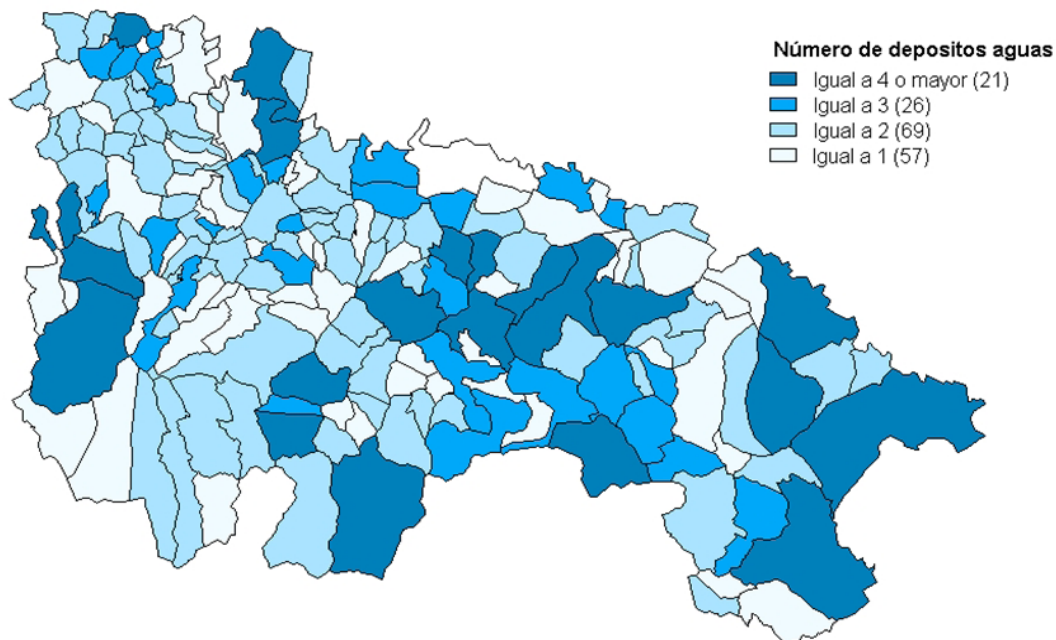 Número de depositos aguas
Igual a 4 o mayor (21)
Igual a 3 (26)
Igual a 2 (69)
Igual a 1 (57)